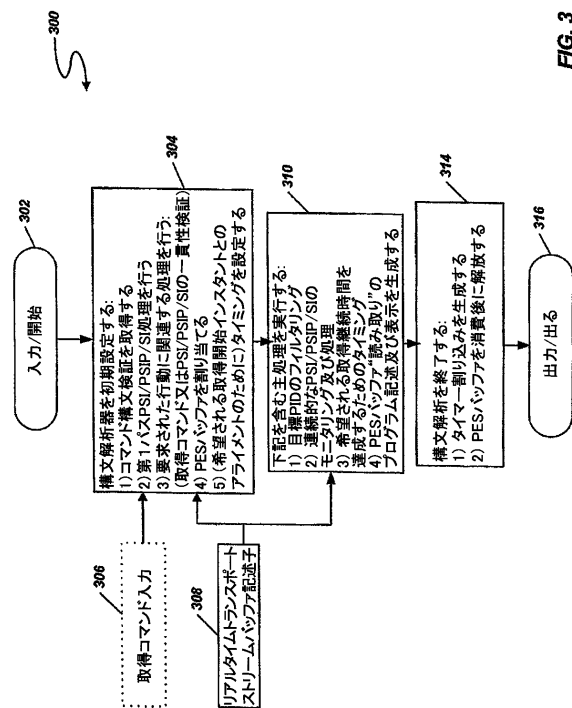 300
302
入力/開始
304
構文解析器を初期設定する:
1)コマンド構文検証を取得する
2)第1パスPSI/PSIP/SI処理を行う
3)要求された行動に関連する処理を行う:
(取得コマンド又はPSI/PSIP/SIの一貫性検証)
4) PESバッファを割り当てる
5) (希望される取得開始インスタントとの
アライメントのために)タイミングを設定する
306
取得コマンド入力
308
リアルタイムトランスポート
ストリームバッファ記述子
310
下記を含む主処理を実行する:
1) 目標PIDのフィルタリング
2) 連続的なPSI/PSIP/SIの
モニタリング及び処理
3) 希望される取得継続時間を
達成するためのタイミング
4) PESバッファ“読み取り”の
プログラム記述及び表示を生成する
314
構文解析を終了する:
1) タイマー割り込みを生成する
2) PESバッファを消費後に解放する
316
出力/出る
FIG. 3